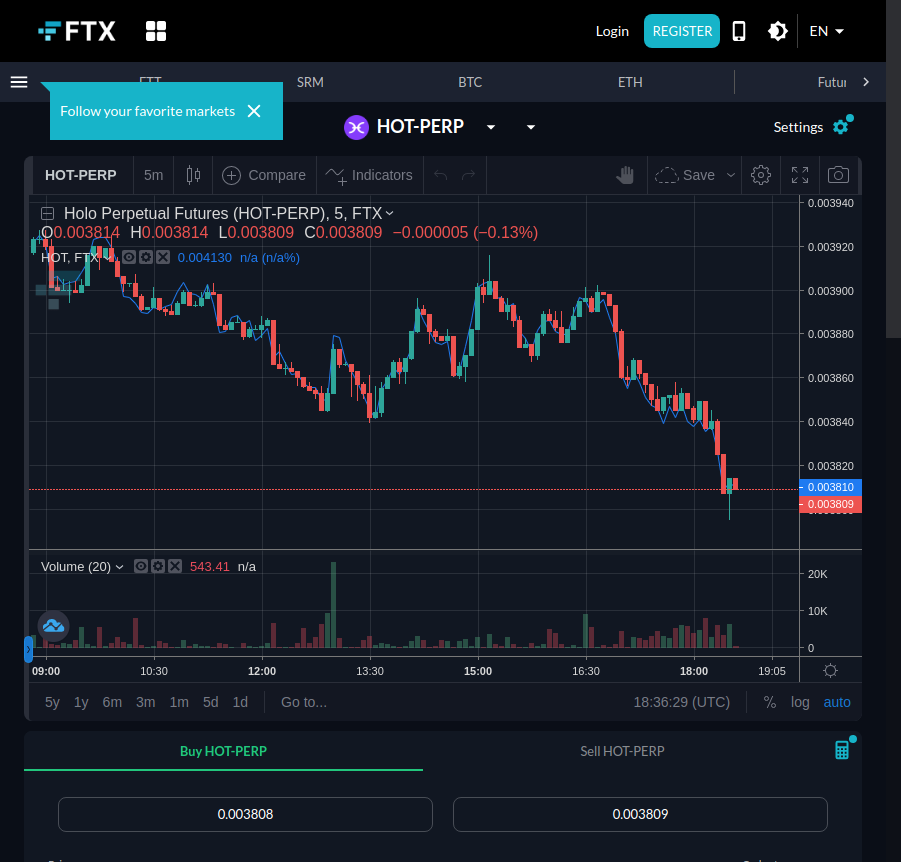 FTX
Login REGISTER EN
FTT SRM BTC ETH Futur
Follow your favorite markets
HOT-PERP
Settings
HOT-PERP 5m Compare Indicators Save
Holo Perpetual Futures (HOT-PERP), 5, FTX
O0.003814 H0.003814 L0.003809 C0.003809 −0.000005 (−0.13%)
HOT, FTX 0.004130 n/a (n/a%)
0.003940
0.003920
0.003900
0.003880
0.003860
0.003840
0.003820
0.003810
0.003809
Volume (20) 543.41 n/a
20K
10K
0
09:00 10:30 12:00 13:30 15:00 16:30 18:00 19:05
5y 1y 6m 3m 1m 5d 1d Go to... 18:36:29 (UTC) % log auto
Buy HOT-PERP Sell HOT-PERP
0.003808 0.003809